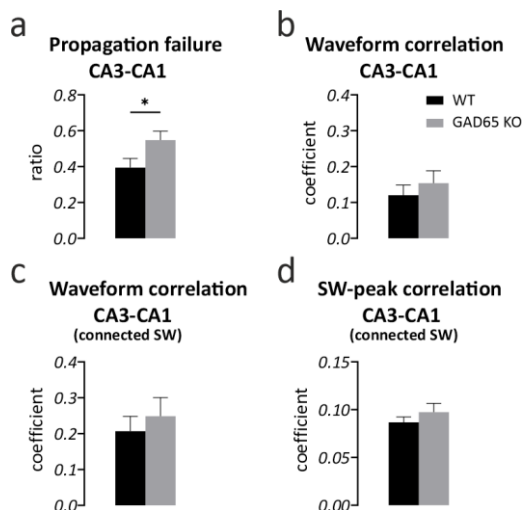 a
Propagation failure
CA3-CA1
0.8
0.6
0.4
0.2
0.0
ratio
*
b
Waveform correlation
CA3-CA1
WT
GAD65 KO
0.4
0.3
0.2
0.1
0.0
coefficient
c
Waveform correlation
CA3-CA1
(connected SW)
0.4
0.3
0.2
0.1
0.0
coefficient
d
SW-peak correlation
CA3-CA1
(connected SW)
0.15
0.10
0.05
0.00
coefficient